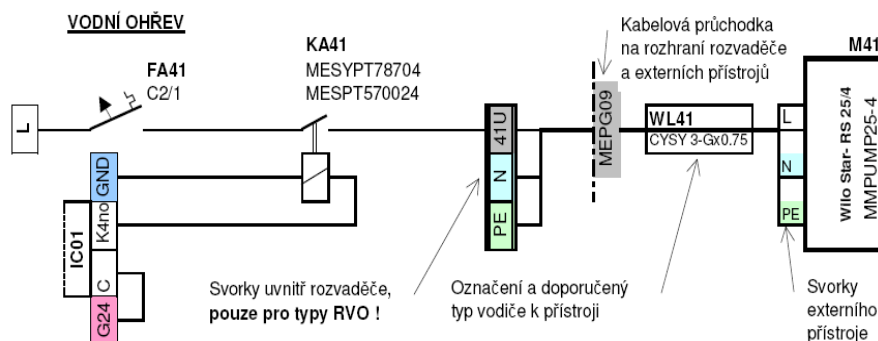 VODNÍ OHŘEV
FA41
C2/1
KA41
MESYPT78704
MESPT570024
Kabelová průchodka
na rozhraní rozvaděče
a externích přístrojů
M41
L
41U
N
PE
MEPG09
WL41
CYSY 3-Gx0.75
L
N
PE
Wilo Star- RS 25/4
MMPUMP25-4
GND
K4no
C
G24
IC01
Svorky uvnitř rozvaděče,
pouze pro typy RVO !
Označení a doporučený
typ vodiče k přístroji
Svorky
externího
přístroje